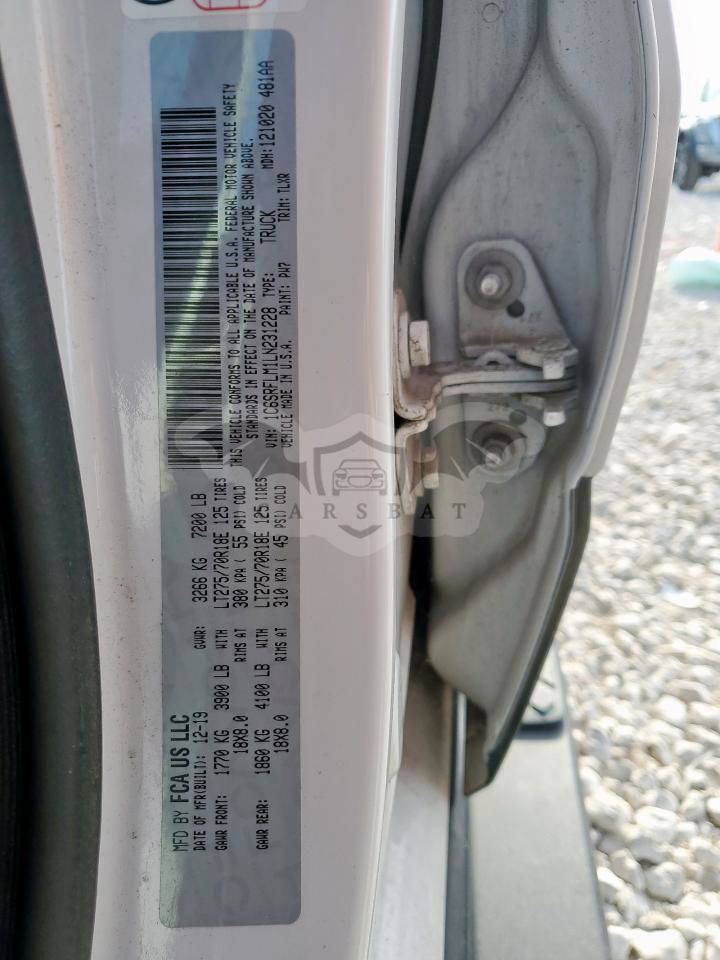 MFD BY FCA US LLC
DATE OF MFR(BUILT): 12-19 GVWR: 3266 KG 7200 LB
GAWR FRONT: 1770 KG 3900 LB WITH LT275/70R18E 125 TIRES
18X8.0 RIMS AT 380 KPA ( 55 PSI) COLD
GAWR REAR: 1860 KG 4100 LB WITH LT275/70R18E 125 TIRES
18X8.0 RIMS AT 310 KPA ( 45 PSI) COLD
THIS VEHICLE CONFORMS TO ALL APPLICABLE U.S.A. FEDERAL MOTOR VEHICLE SAFETY
STANDARDS IN EFFECT ON THE DATE OF MANUFACTURE SHOWN ABOVE.
VIN: 1C6SRFLM1LN231228 TYPE: TRUCK MDH:121020 481AA
VEHICLE MADE IN U.S.A. PAINT: PW7 TRIM: TLXR
CARSBAT